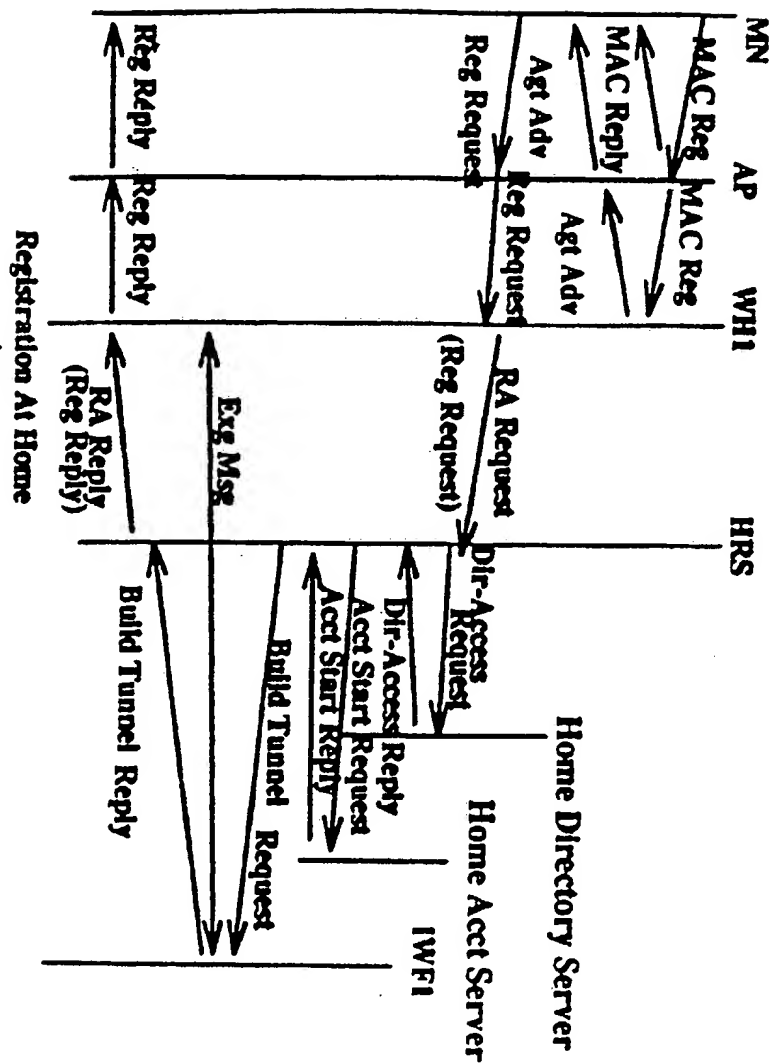 MN
AP
WH1
HRS
Home Directory Server
Home Acct Server
IWF1
MAC Reg
MAC Reg
MAC Reply
Agt Adv
Agt Adv
Reg Request
Reg Request
RA Request
(Reg Request)
Dir-Access
Request
Dir-Access Reply
Acct Start Request
Acct Start Reply
Build Tunnel Request
Exg Msg
Build Tunnel Reply
RA Reply
(Reg Reply)
Reg Reply
Reg Reply
Registration At Home